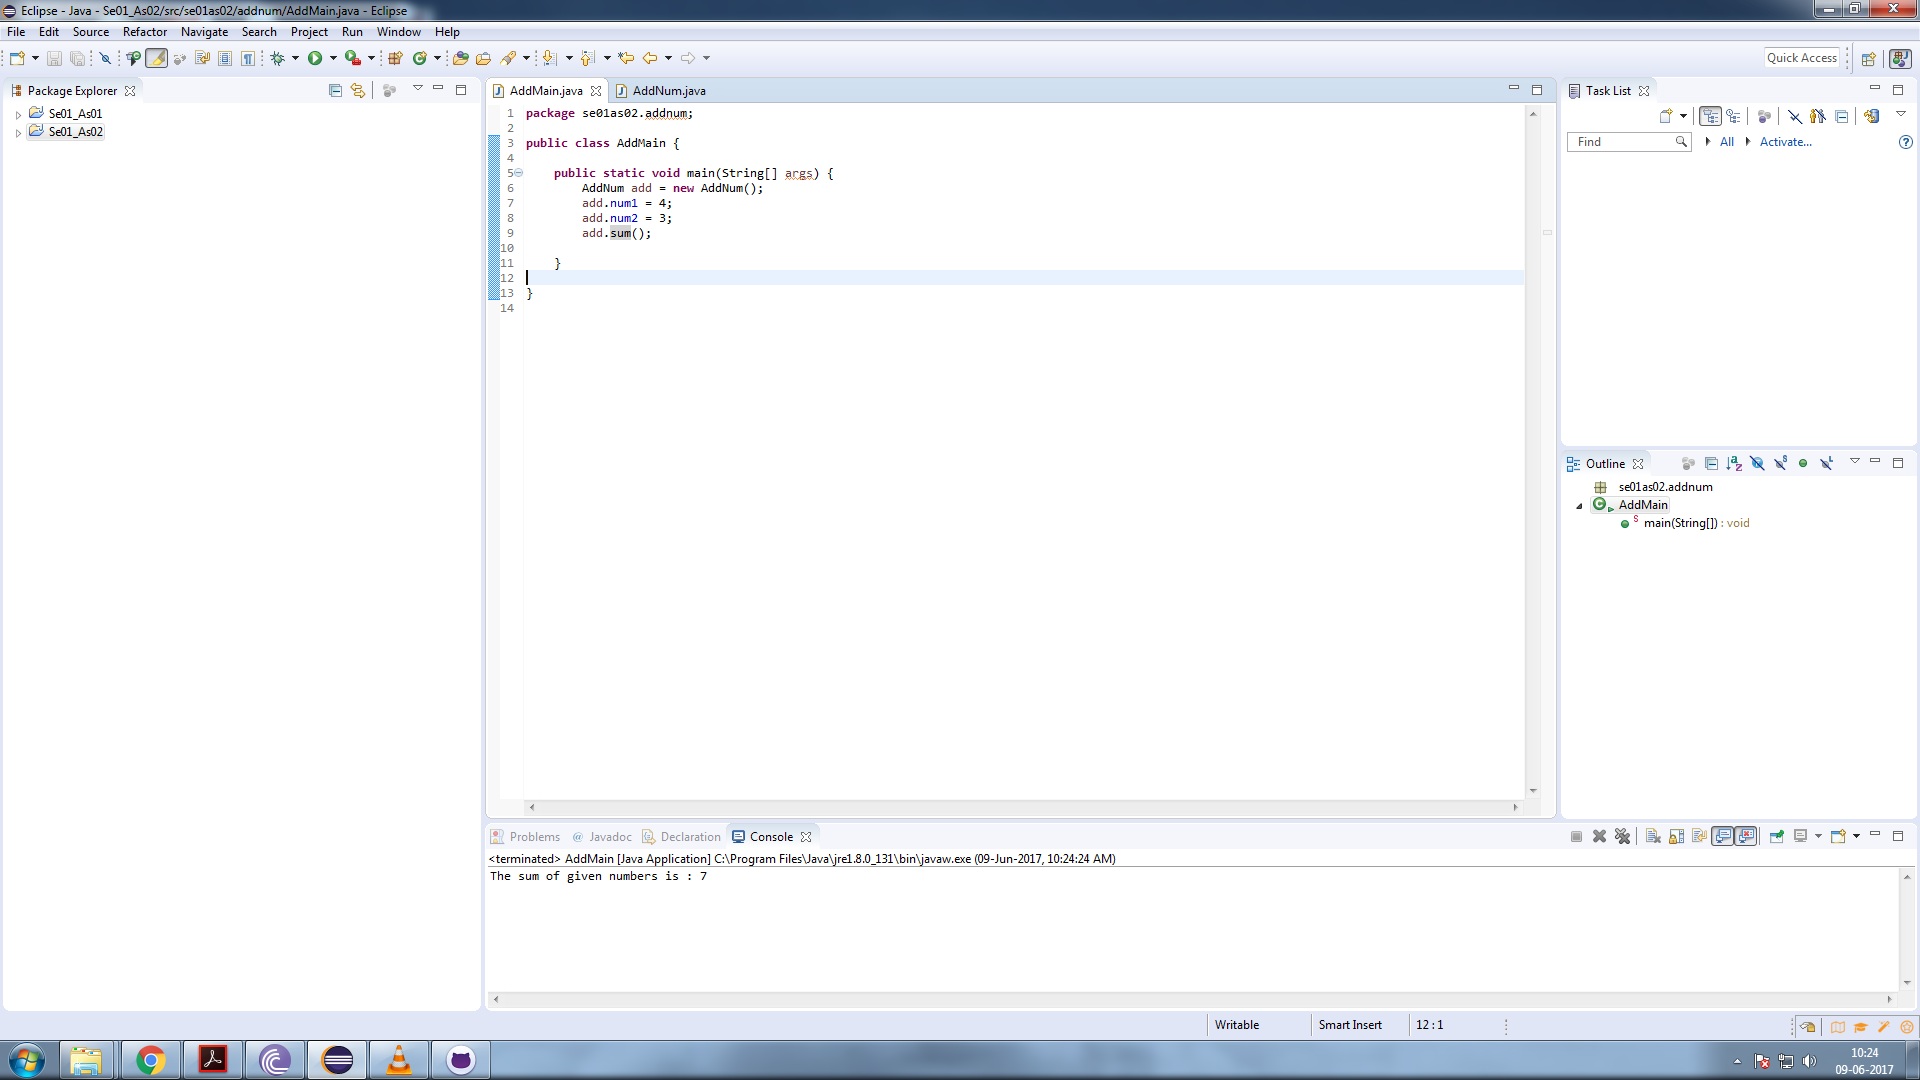 Eclipse - Java - Se01_As02/src/se01as02/addnum/AddMain.java - Eclipse
File Edit Source Refactor Navigate Search Project Run Window Help
Quick Access
Package Explorer
Se01_As01
Se01_As02
AddMain.java AddNum.java
1 package se01as02.addnum;
2
3 public class AddMain {
4
5 public static void main(String[] args) {
6 AddNum add = new AddNum();
7 add.num1 = 4;
8 add.num2 = 3;
9 add.sum();
10
11 }
12
13 }
14
Task List
Find All Activate...
Outline
se01as02.addnum
AddMain
main(String[]) : void
Problems @ Javadoc Declaration Console
<terminated> AddMain [Java Application] C:\Program Files\Java\jre1.8.0_131\bin\javaw.exe (09-Jun-2017, 10:24:24 AM)
The sum of given numbers is : 7
Writable Smart Insert 12 : 1
10:24
09-06-2017